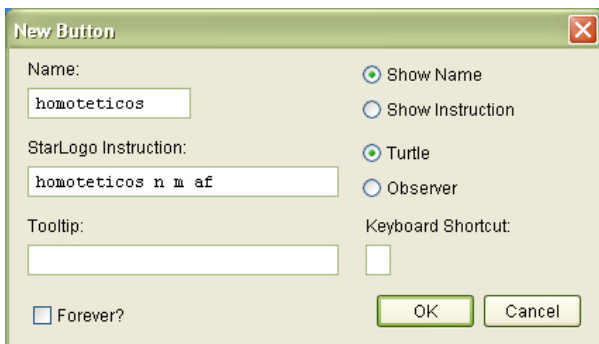 New Button
Name:
homoteticos
Show Name
Show Instruction
StarLogo Instruction:
homoteticos n m af
Turtle
Observer
Tooltip:
Keyboard Shortcut:
Forever?
OK
Cancel